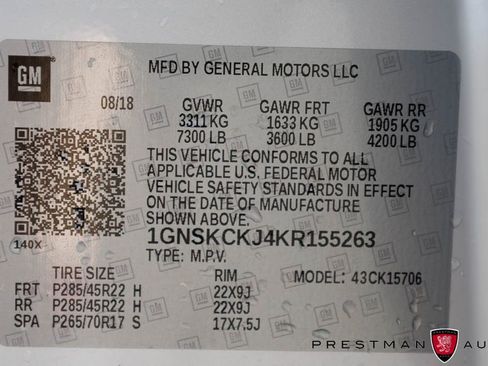 GM
MFD BY GENERAL MOTORS LLC
08/18 GVWR GAWR FRT GAWR RR
3311 KG 1633 KG 1905 KG
7300 LB 3600 LB 4200 LB
THIS VEHICLE CONFORMS TO ALL
APPLICABLE U.S. FEDERAL MOTOR
VEHICLE SAFETY STANDARDS IN EFFECT
ON THE DATE OF MANUFACTURE
SHOWN ABOVE.
140X 1GNSKCKJ4KR155263
TYPE: M.P.V.
TIRE SIZE RIM MODEL: 43CK15706
FRT P285/45R22 H 22X9J
RR P285/45R22 H 22X9J
SPA P265/70R17 S 17X7.5J
PRESTMAN AU